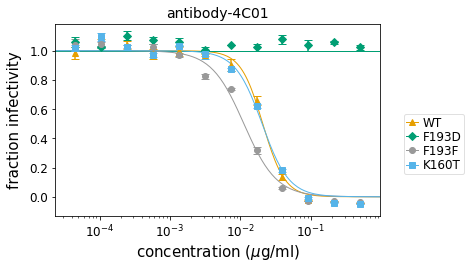 antibody-4C01
fraction infectivity
1.0
0.8
0.6
0.4
0.2
0.0
10⁻⁴
10⁻³
10⁻²
10⁻¹
concentration (μg/ml)
WT
F193D
F193F
K160T